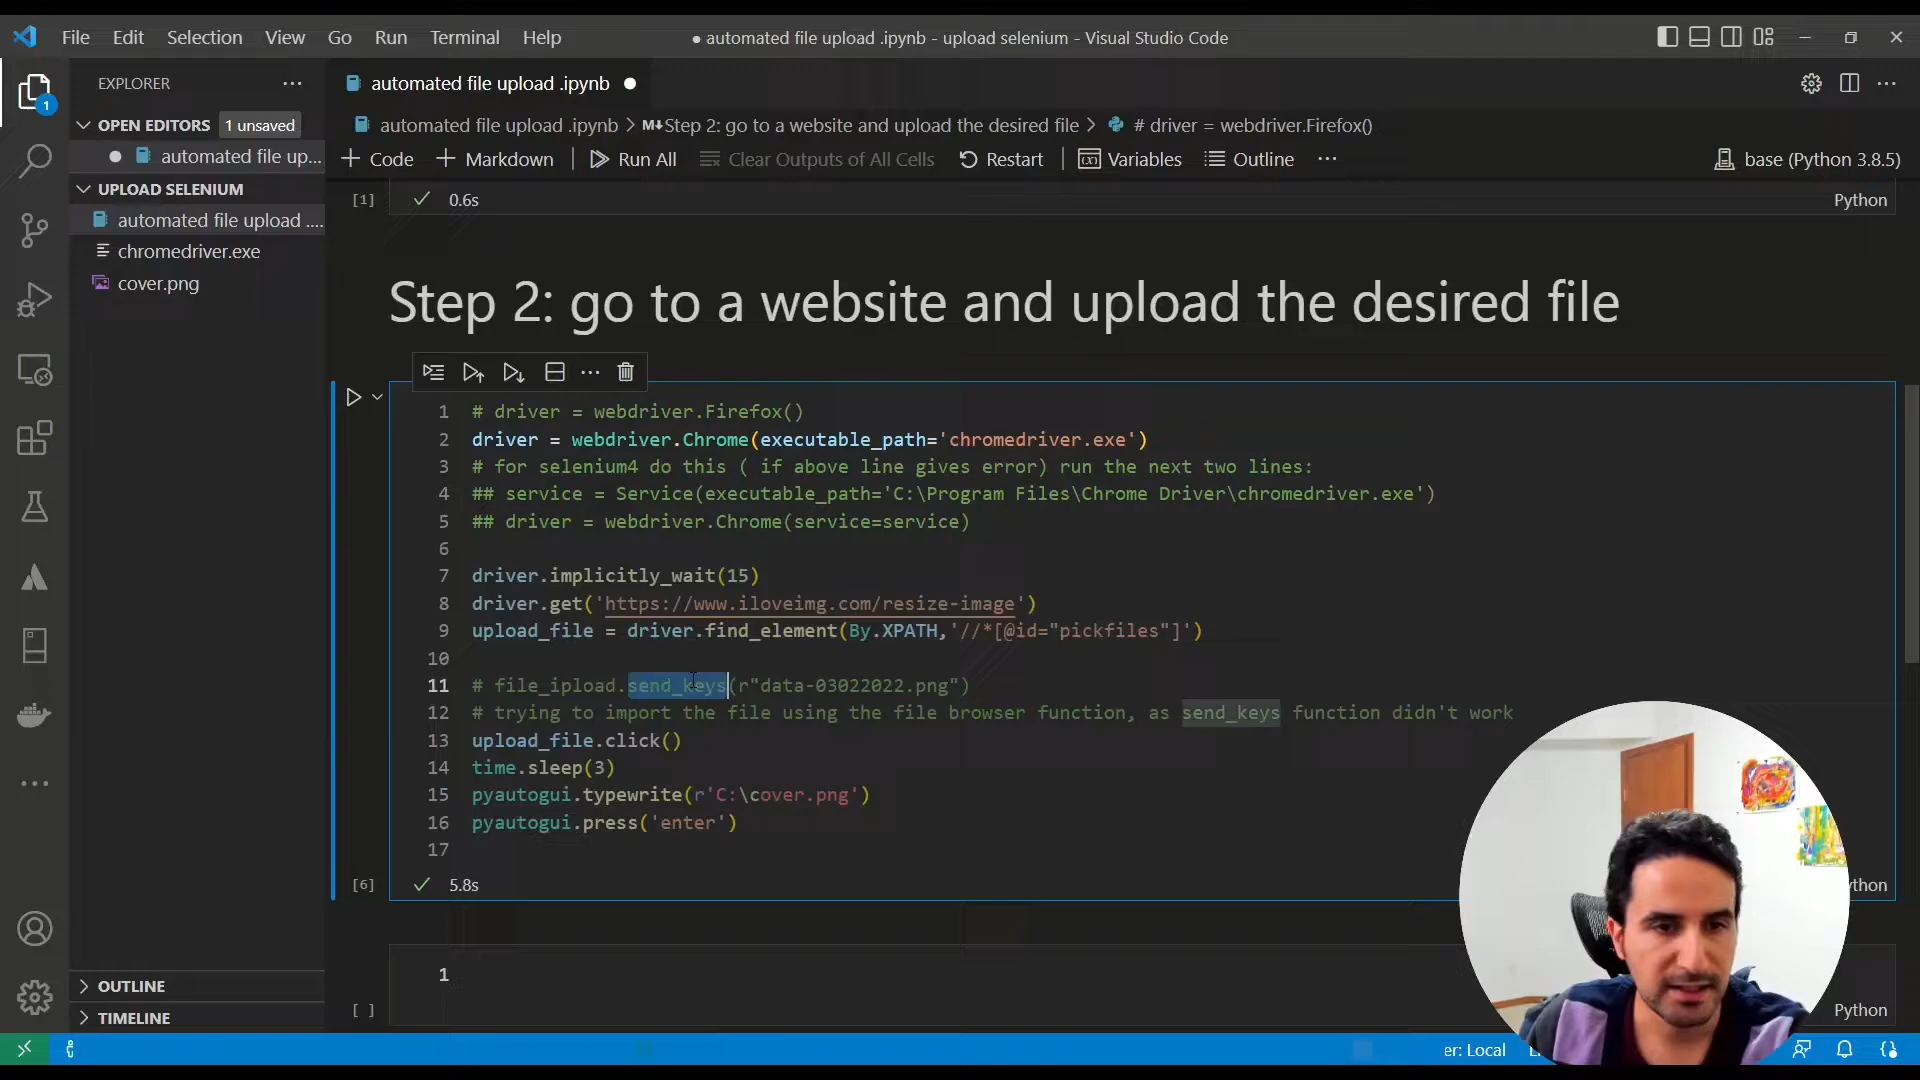 File Edit Selection View Go Run Terminal Help
● automated file upload .ipynb - upload selenium - Visual Studio Code
EXPLORER
automated file upload .ipynb
OPEN EDITORS 1 unsaved
automated file up...
UPLOAD SELENIUM
automated file upload ....
chromedriver.exe
cover.png
OUTLINE
TIMELINE
1
automated file upload .ipynb > M↓Step 2: go to a website and upload the desired file > # driver = webdriver.Firefox()
+ Code + Markdown Run All Clear Outputs of All Cells Restart Variables Outline ... base (Python 3.8.5)
[1] ✓ 0.6s Python
Step 2: go to a website and upload the desired file
1 # driver = webdriver.Firefox()
2 driver = webdriver.Chrome(executable_path='chromedriver.exe')
3 # for selenium4 do this ( if above line gives error) run the next two lines:
4 ## service = Service(executable_path='C:\Program Files\Chrome Driver\chromedriver.exe')
5 ## driver = webdriver.Chrome(service=service)
6
7 driver.implicitly_wait(15)
8 driver.get('https://www.iloveimg.com/resize-image')
9 upload_file = driver.find_element(By.XPATH,'//*[@id="pickfiles"]')
10
11 # file_ipload.send_keys(r"data-03022022.png")
12 # trying to import the file using the file browser function, as send_keys function didn't work
13 upload_file.click()
14 time.sleep(3)
15 pyautogui.typewrite(r'C:\cover.png')
16 pyautogui.press('enter')
17
[6] ✓ 5.8s thon
1
[ ] Python
er: Local